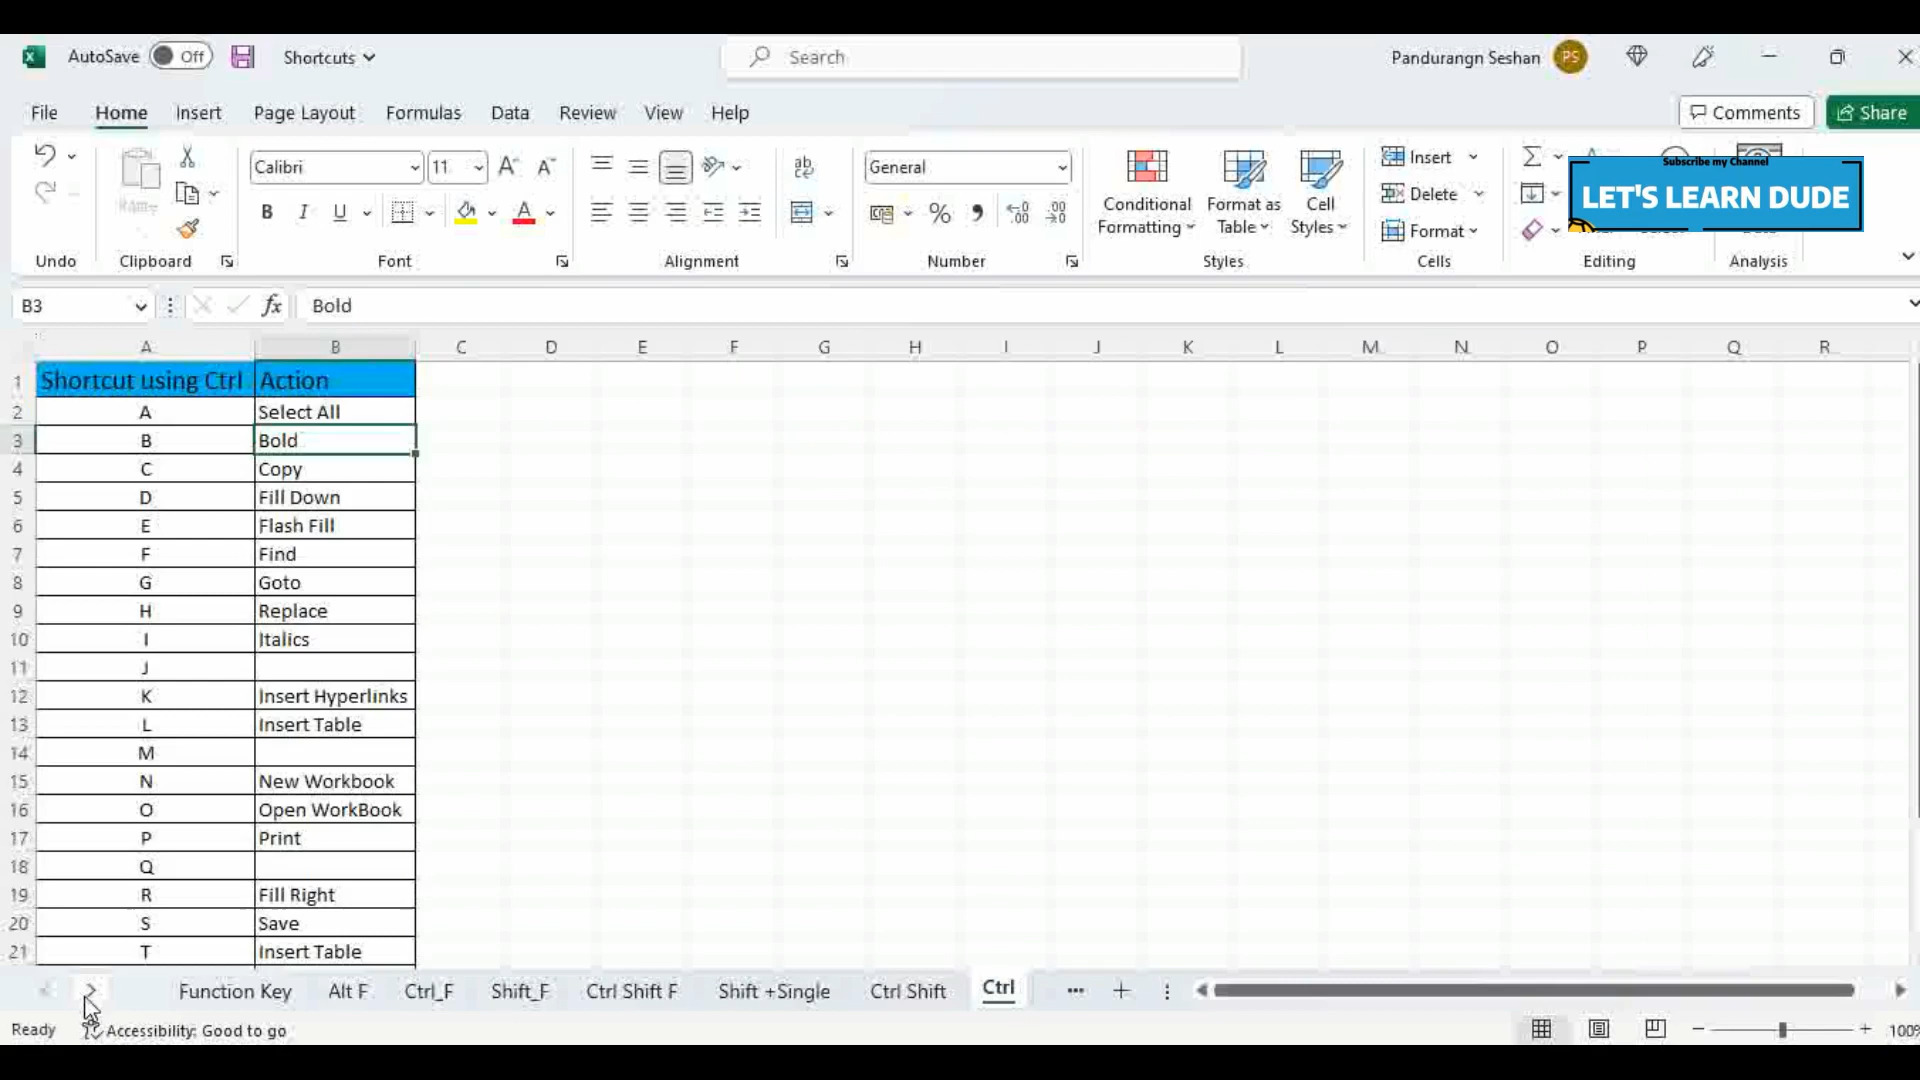 AutoSave Off Shortcuts Search Pandurangn Seshan PS
File Home Insert Page Layout Formulas Data Review View Help Comments Share
Calibri 11 General Insert
Subscribe my Channel
LET'S LEARN DUDE
Delete
Conditional Formatting
Format as Table
Cell Styles
Format
B I U
Undo Clipboard Font Alignment Number Styles Cells Editing Analysis
B3 fx Bold
A B C D E F G H I J K L M N O P Q R
1 Shortcut using Ctrl Action
2 A Select All
3 B Bold
4 C Copy
5 D Fill Down
6 E Flash Fill
7 F Find
8 G Goto
9 H Replace
10 I Italics
11 J
12 K Insert Hyperlinks
13 L Insert Table
14 M
15 N New Workbook
16 O Open WorkBook
17 P Print
18 Q
19 R Fill Right
20 S Save
21 T Insert Table
Function Key Alt F Ctrl_F Shift_F Ctrl Shift F Shift +Single Ctrl Shift Ctrl
Ready Accessibility: Good to go 100%